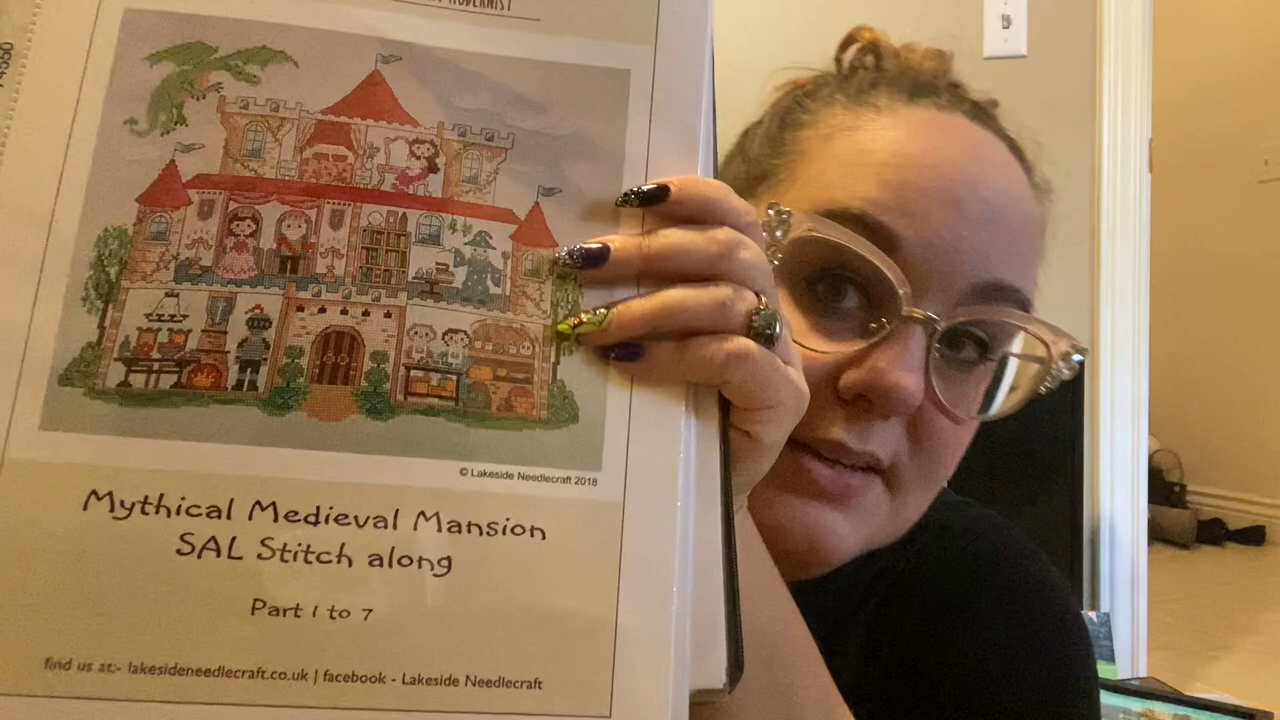 MODERNIST
© Lakeside Needlecraft 2018
Mythical Medieval Mansion
SAL Stitch along
Part 1 to 7
find us at:- lakesideneedlecraft.co.uk | facebook - Lakeside Needlecraft